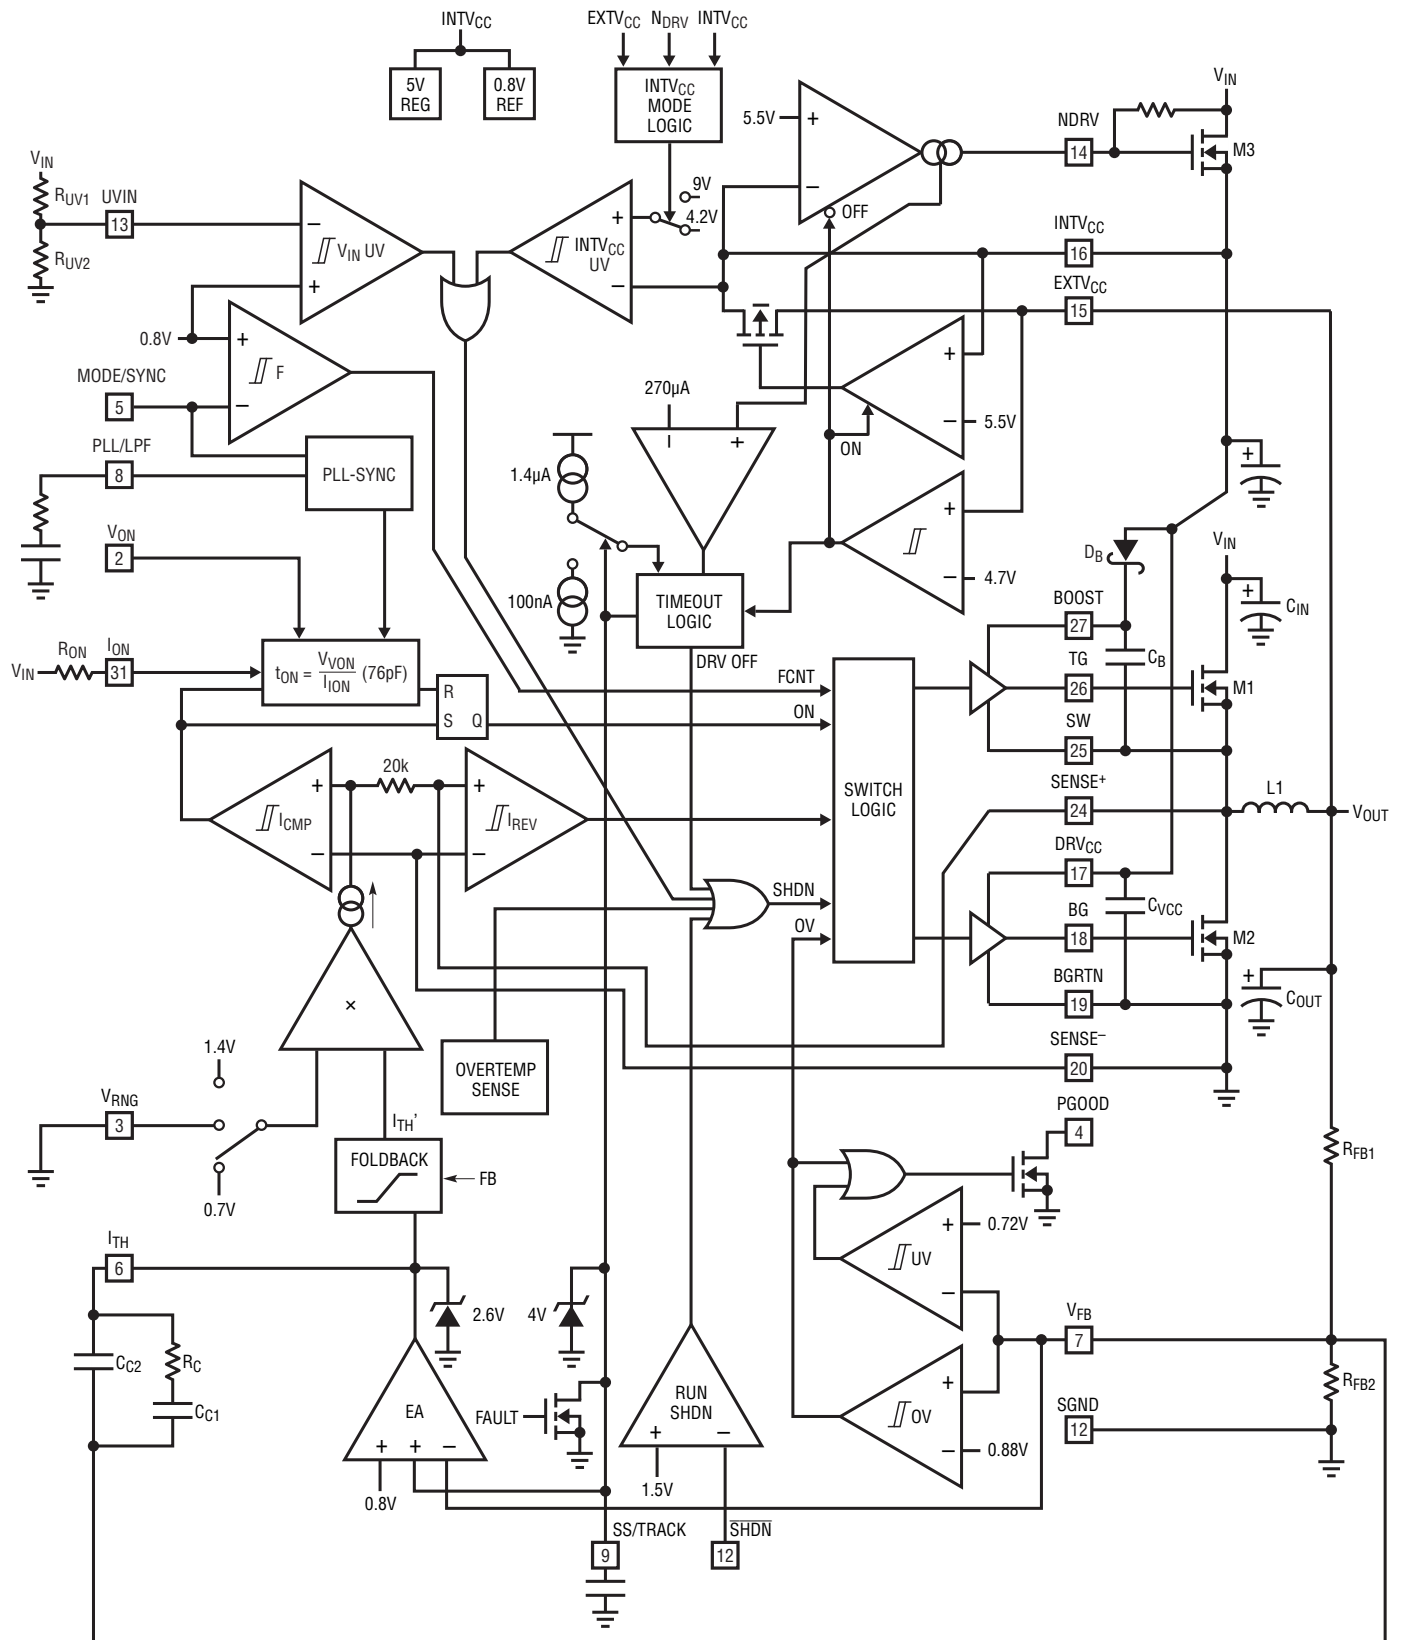 INTVCC
5V
REG
0.8V
REF
EXTVCC NDRV INTVCC
INTVCC
MODE
LOGIC
5.5V
+
−
OFF
VIN
NDRV
14
M3
VIN
RUV1
UVIN
13
RUV2
−
VIN UV
+
9V
+
4.2V
INTVCC
UV
−
INTVCC
16
EXTVCC
15
0.8V
+
F
−
MODE/SYNC
5
PLL/LPF
8
PLL-SYNC
270µA
−
+
+
−
5.5V
ON
1.4µA
100nA
+
−
4.7V
+
VON
2
TIMEOUT
LOGIC
DRV OFF
DB
VIN
+
CIN
BOOST
27
CB
TG
26
M1
SW
25
RON
ION
VIN
31
tON = VVON
IION
(76pF)
R
S Q
FCNT
ON
SWITCH
LOGIC
20k
+
ICMP
−
+
IREV
−
SENSE+
24
L1
VOUT
DRVCC
17
CVCC
BG
18
M2
SHDN
OV
BGRTN
19
+
COUT
×
OVERTEMP
SENSE
SENSE−
20
1.4V
VRNG
3
0.7V
ITH'
FOLDBACK
FB
PGOOD
4
RFB1
+
0.72V
UV
−
ITH
6
2.6V
4V
VFB
7
CC2
RC
CC1
EA
+ + −
0.8V
FAULT
RUN
SHDN
+ −
1.5V
+
OV
−
0.88V
RFB2
SGND
12
SS/TRACK
9
SHDN
12